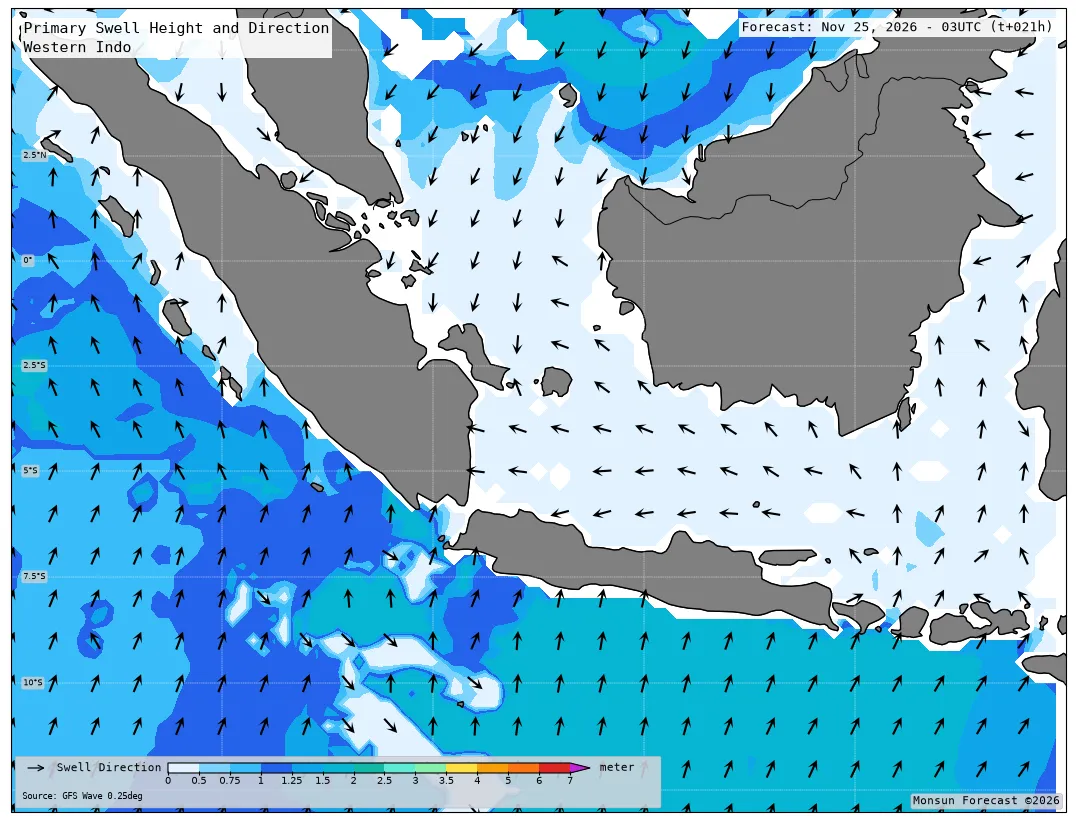 Primary Swell Height and Direction
Western Indo
Forecast: Nov 25, 2026 - 03UTC (t+021h)
2.5°N
0°
2.5°S
5°S
7.5°S
10°S
Swell Direction
0 0.5 0.75 1 1.25 1.5 2 2.5 3 3.5 4 5 6 7
meter
Source: GFS Wave 0.25deg
Monsun Forecast ©2026